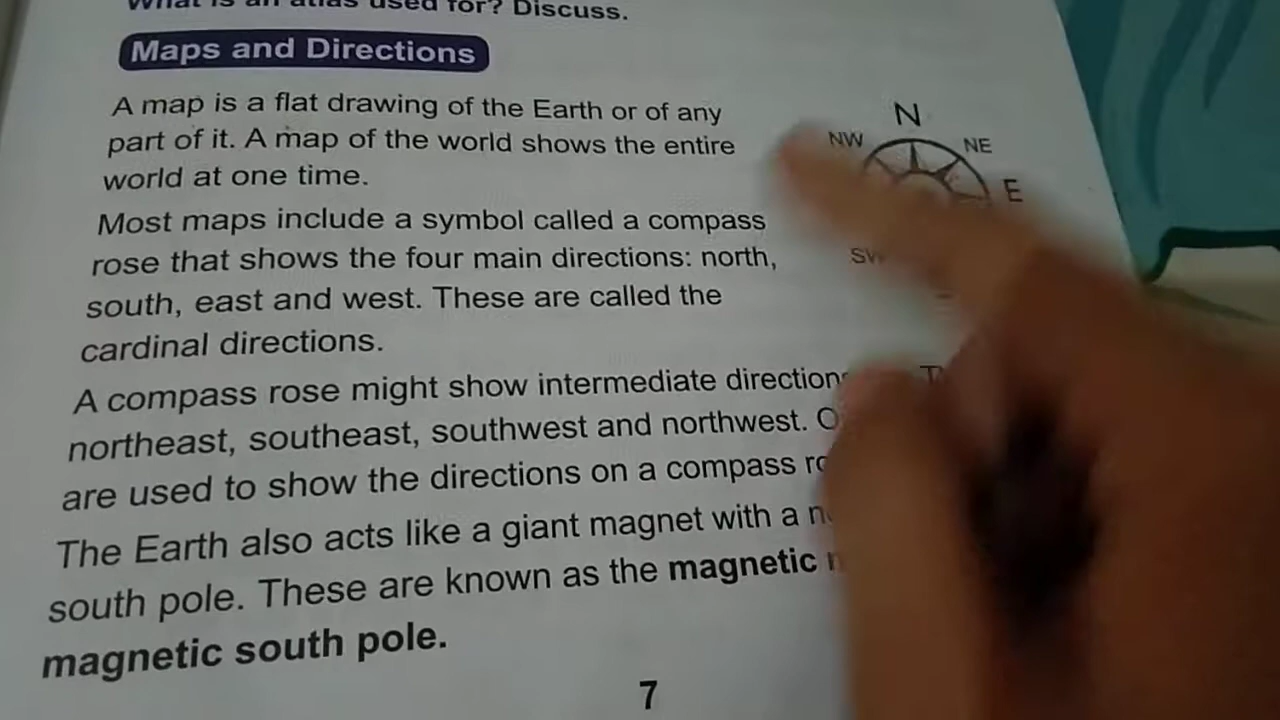 What is an atlas used for? Discuss.
Maps and Directions
A map is a flat drawing of the Earth or of any
part of it. A map of the world shows the entire
world at one time.
Most maps include a symbol called a compass
rose that shows the four main directions: north,
south, east and west. These are called the
cardinal directions.
A compass rose might show intermediate direction
northeast, southeast, southwest and northwest.
are used to show the directions on a compass
The Earth also acts like a giant magnet with a
south pole. These are known as the magnetic
magnetic south pole.
7
N
NW
NE
E
SW